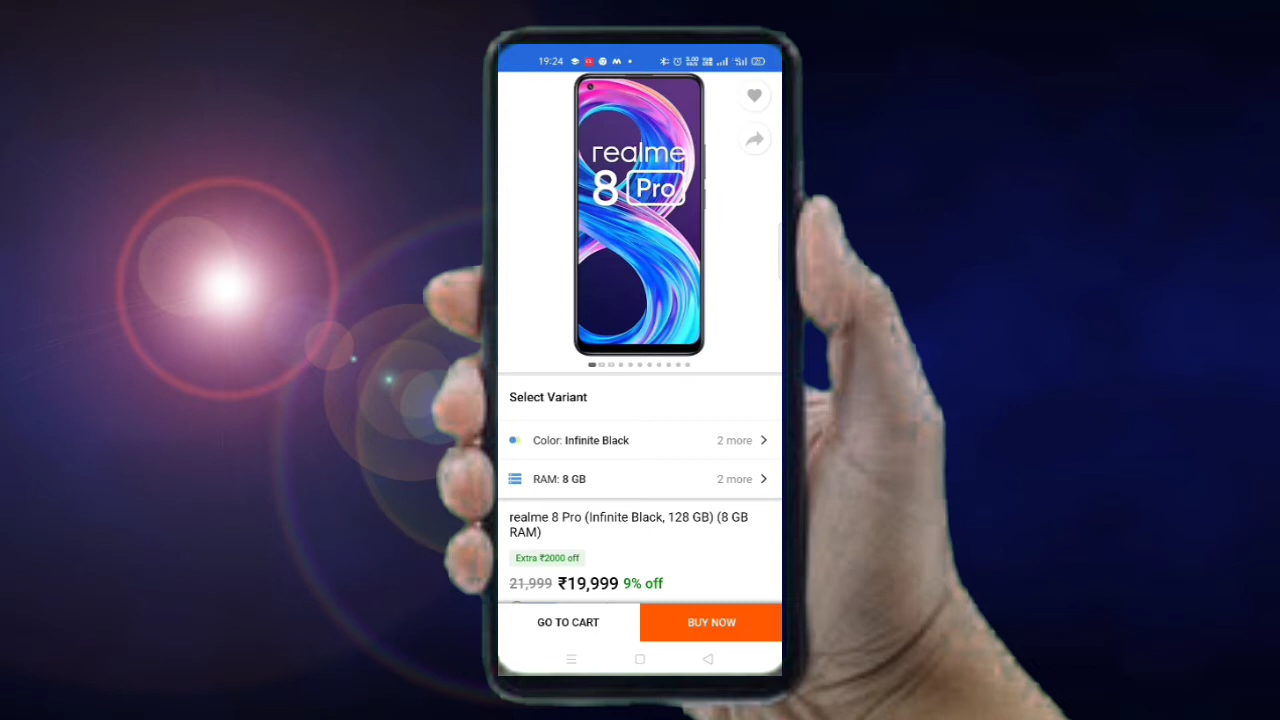 19:24
realme
8 Pro
Select Variant
Color: Infinite Black 2 more
RAM: 8 GB 2 more
realme 8 Pro (Infinite Black, 128 GB) (8 GB
RAM)
Extra ₹2000 off
21,999 ₹19,999 9% off
GO TO CART BUY NOW